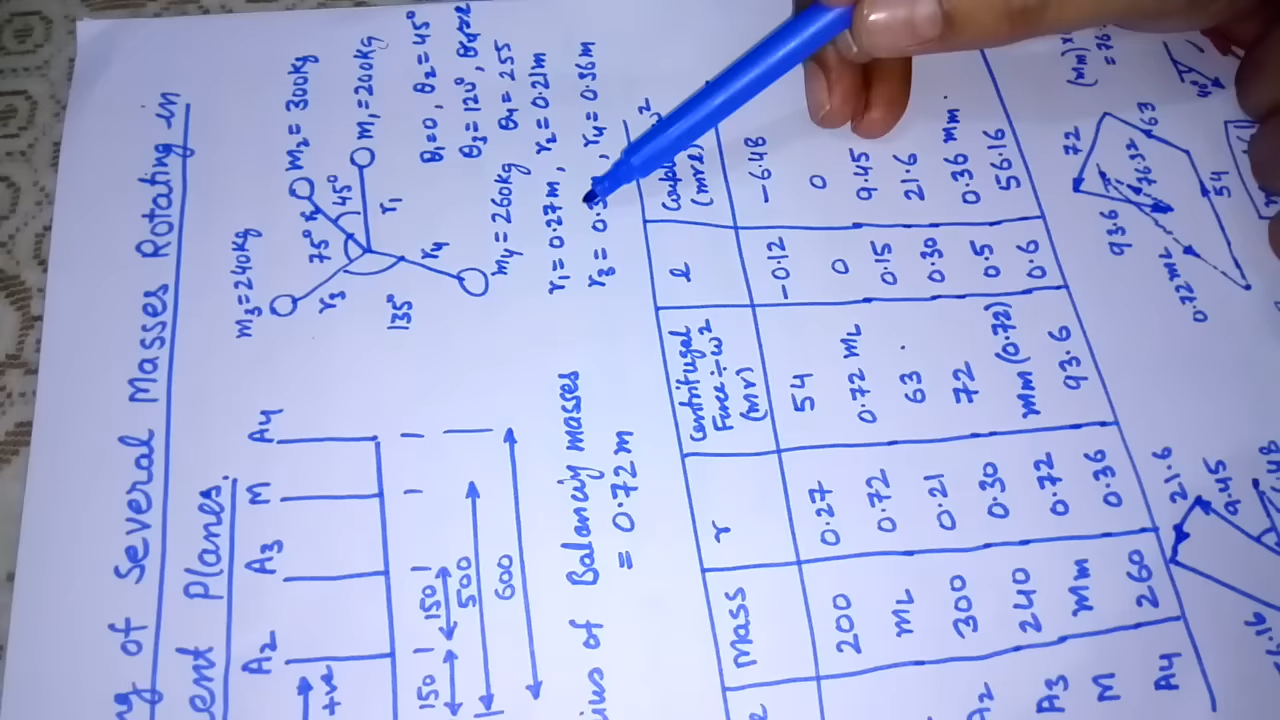 of Several Masses Rotating in
ent Planes.
A2 A3 M A4
+ve
150 150
500
600
m3=240kg
m2=300kg
m1=200kg
75°
45°
135°
r3
r1
r4
θ1=0, θ2=45°
θ3=120°,
θ4=255
m4=260kg
r1=0.27m, r2=0.21m
r4=0.36m
of Balancing masses
=0.72m
Mass r Centrifugal Force÷ω² (mr) l (mrl)
200 0.27 54 -0.12 -6.48
mL 0.72 0.72 mL 0 0
A2 300 0.21 63 0.15 9.45
A3 240 0.30 72 0.30 21.6
M mm 0.72 mm(0.72) 0.5 0.36 mm.
A4 260 0.36 93.6 0.6 56.16
21.6
9.45
93.6
72
63
54
76.32
0.72mL
40°